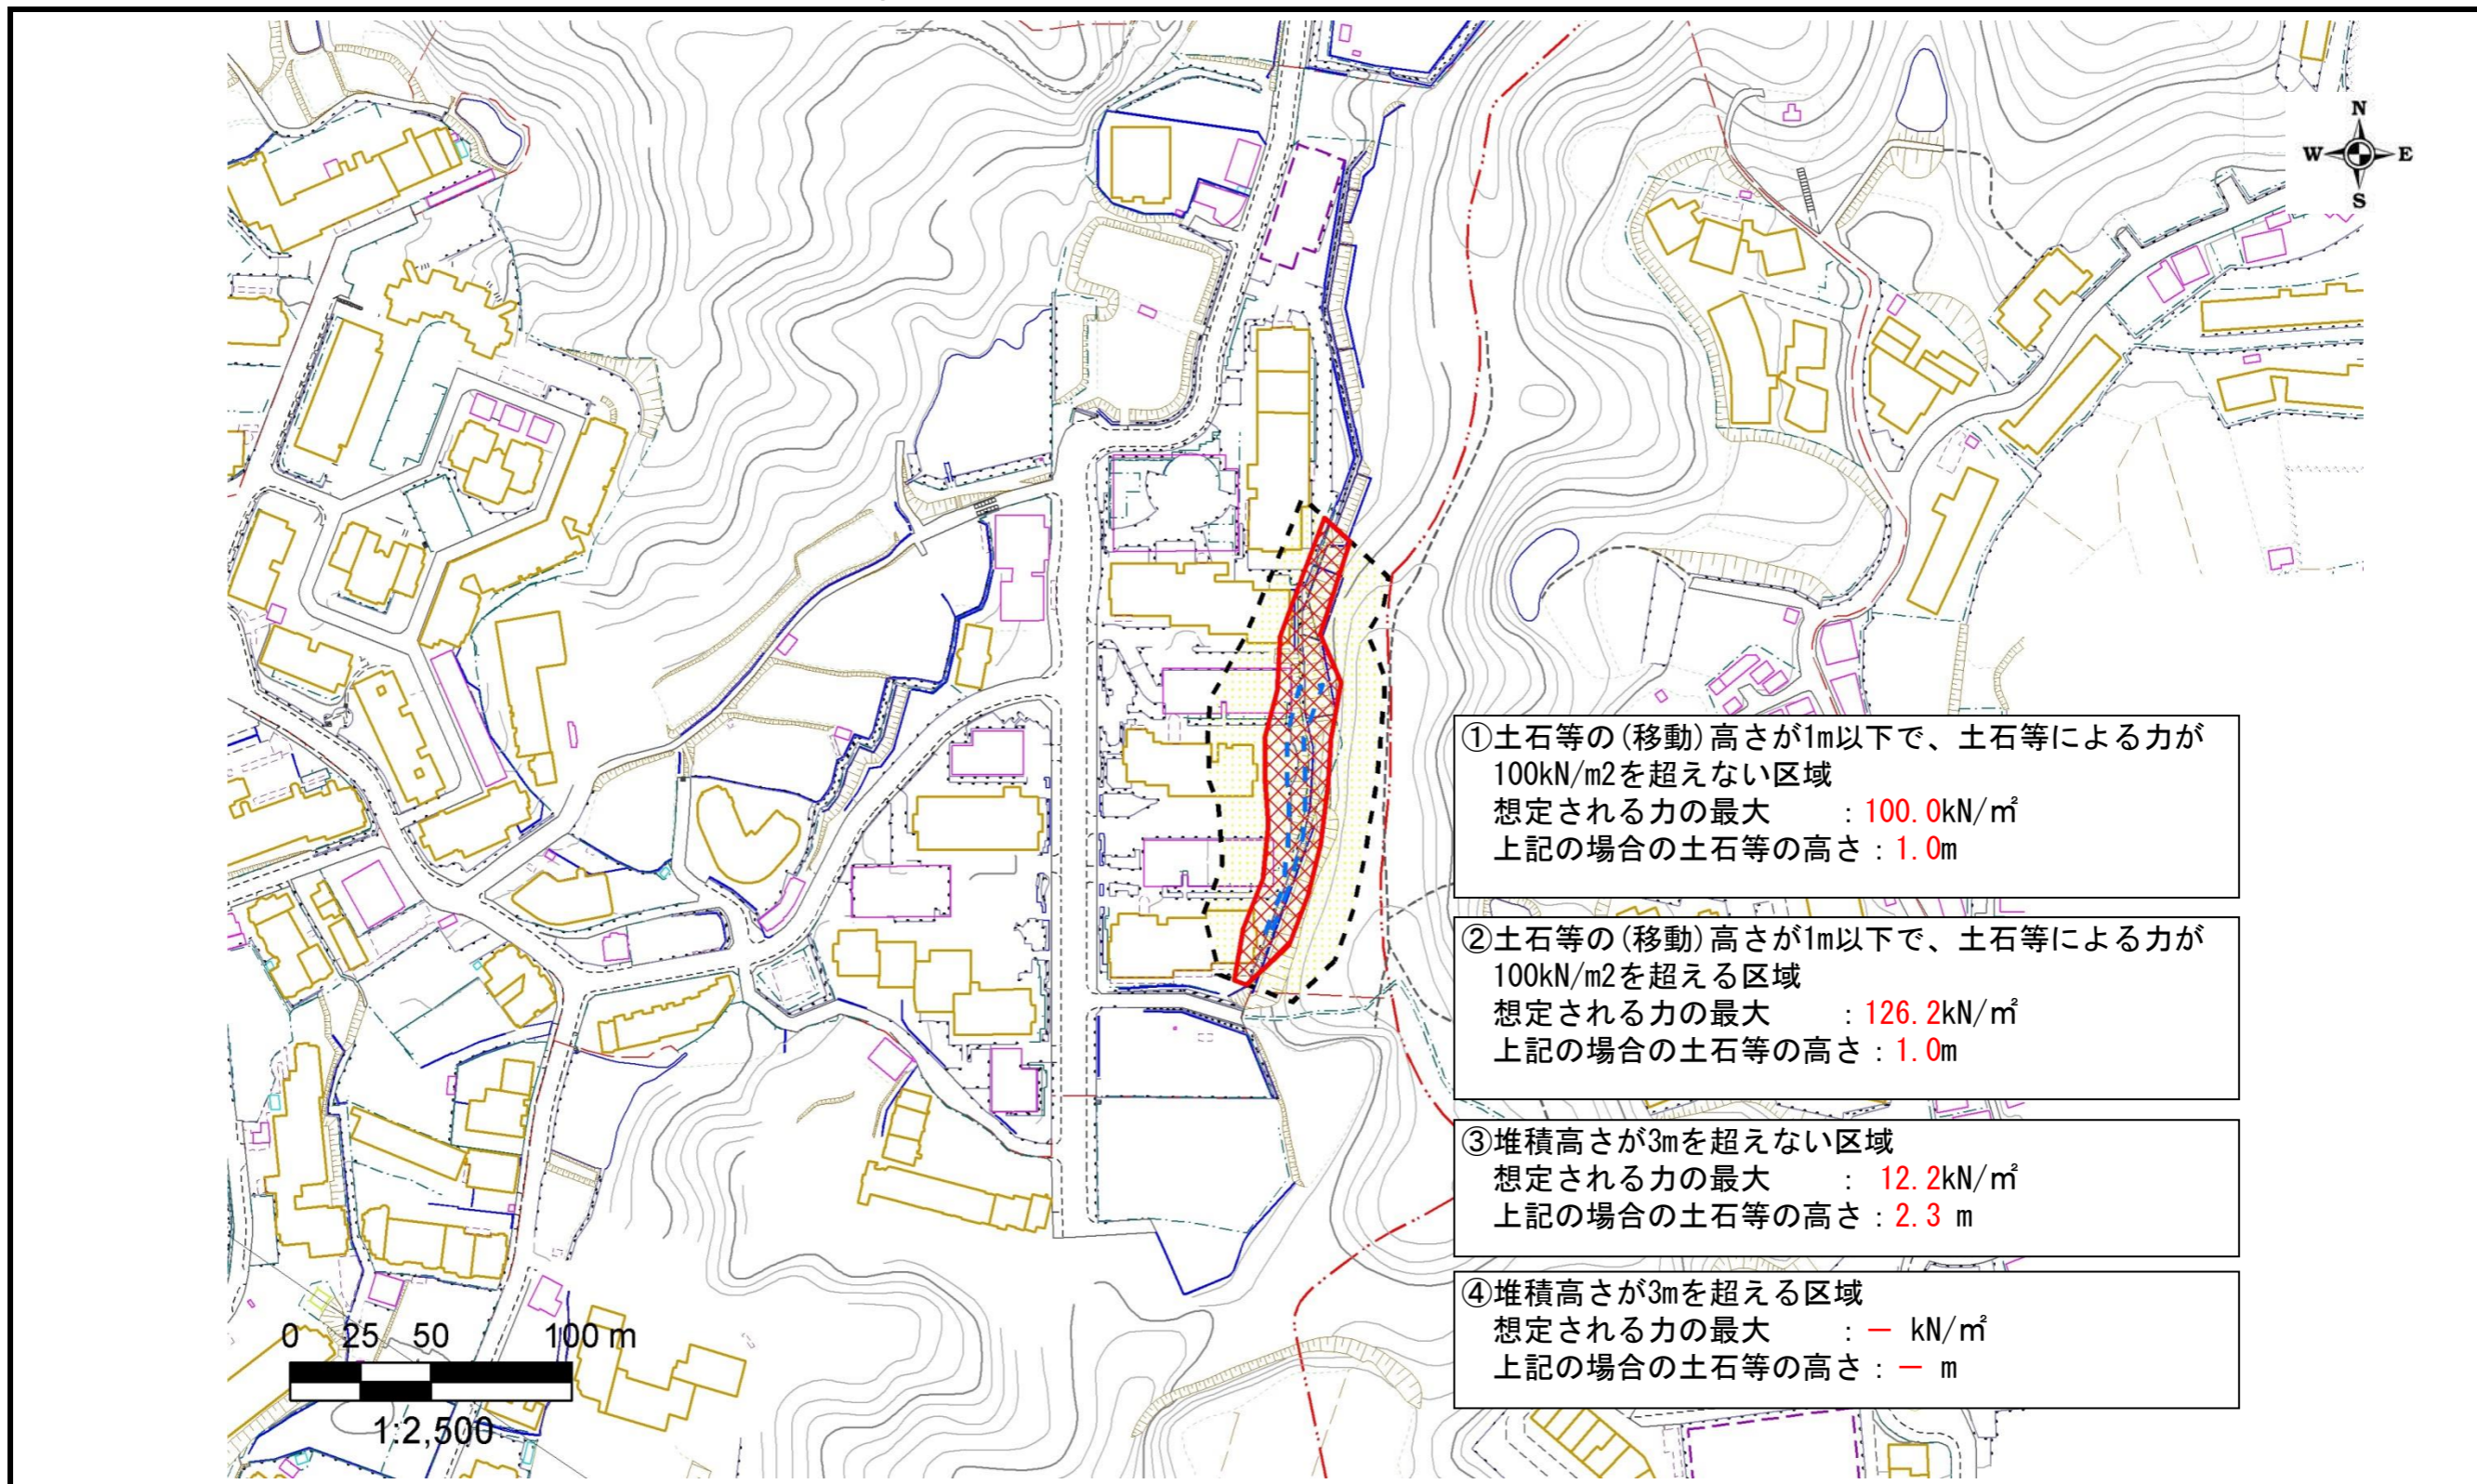 N
W E
S
①土石等の(移動)高さが1m以下で、土石等による力が
100kN/m2を超えない区域
想定される力の最大 : 100.0kN/㎡
上記の場合の土石等の高さ : 1.0m
②土石等の(移動)高さが1m以下で、土石等による力が
100kN/m2を超える区域
想定される力の最大 : 126.2kN/㎡
上記の場合の土石等の高さ : 1.0m
③堆積高さが3mを超えない区域
想定される力の最大 : 12.2kN/㎡
上記の場合の土石等の高さ : 2.3 m
④堆積高さが3mを超える区域
想定される力の最大 : － kN/㎡
上記の場合の土石等の高さ : － m
0 25 50 100 m
1:2,500